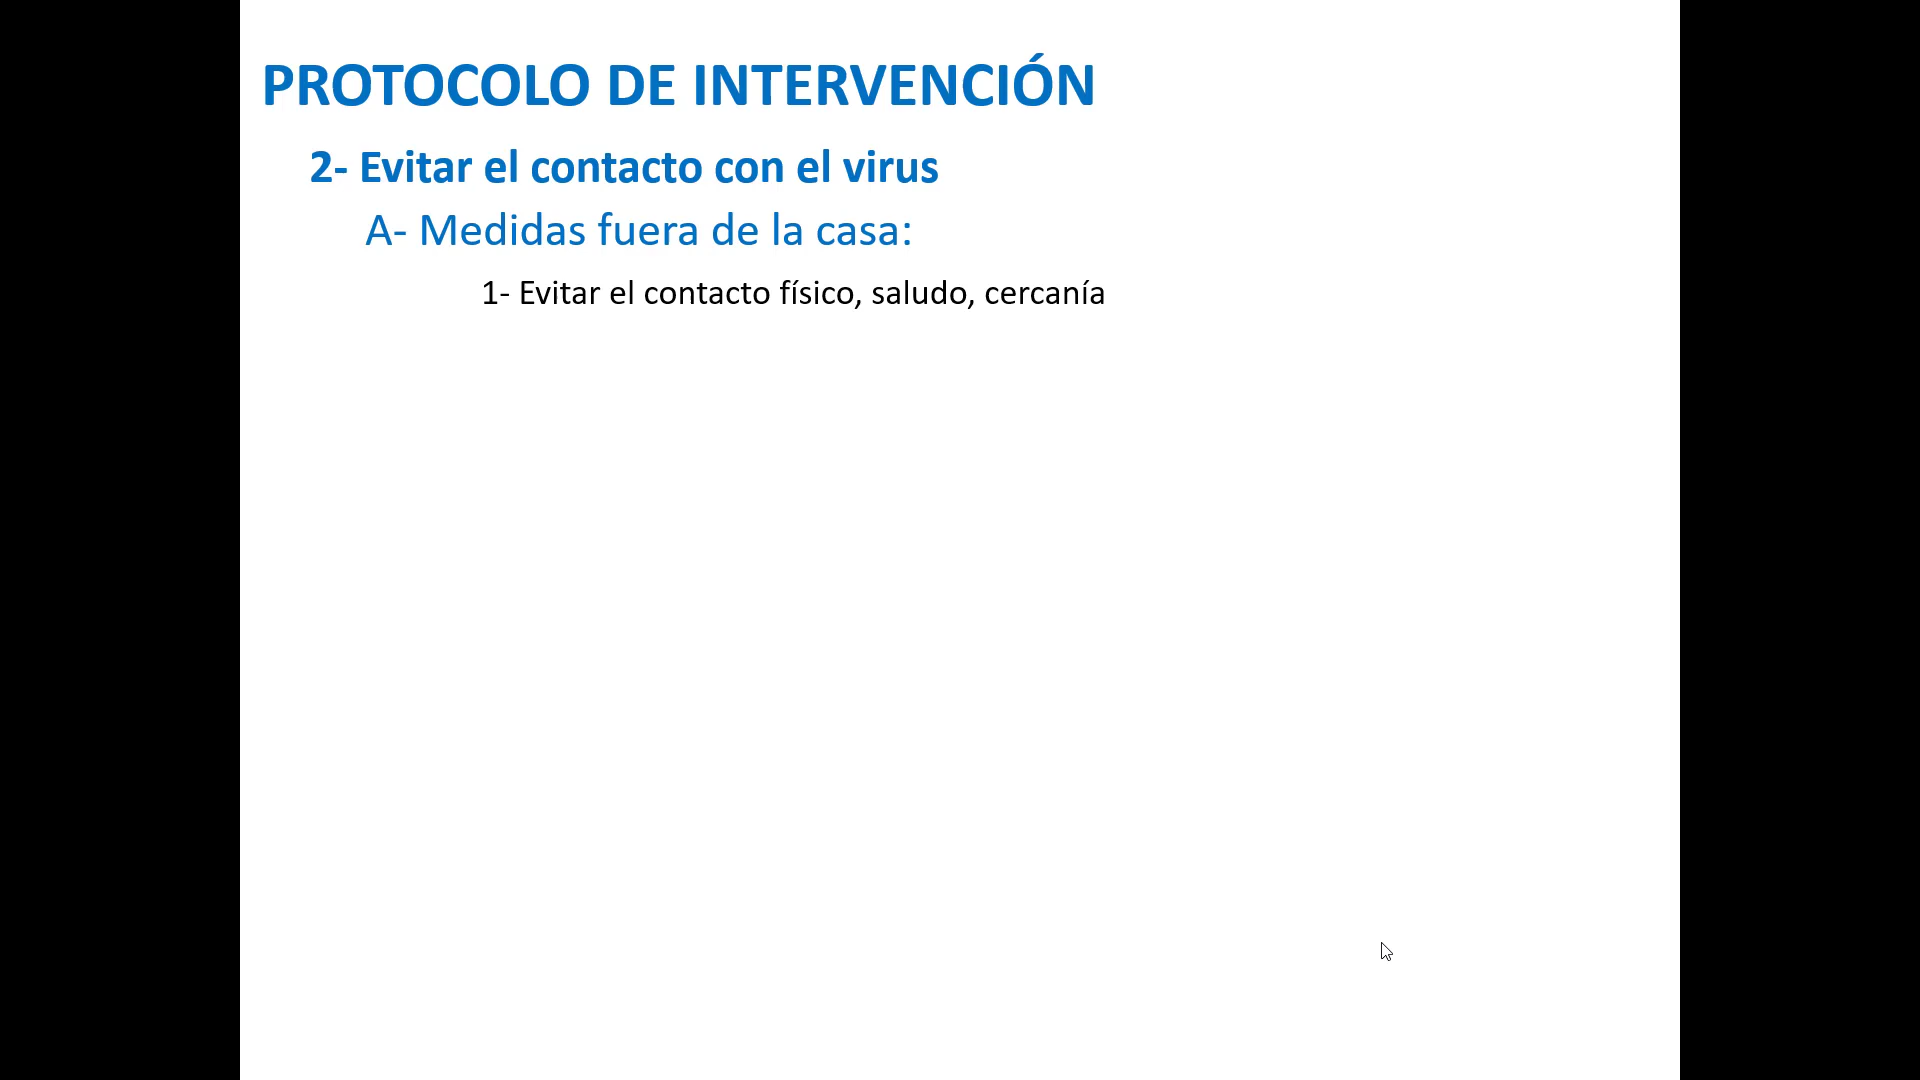 PROTOCOLO DE INTERVENCIÓN
2- Evitar el contacto con el virus
A- Medidas fuera de la casa:
1- Evitar el contacto físico, saludo, cercanía